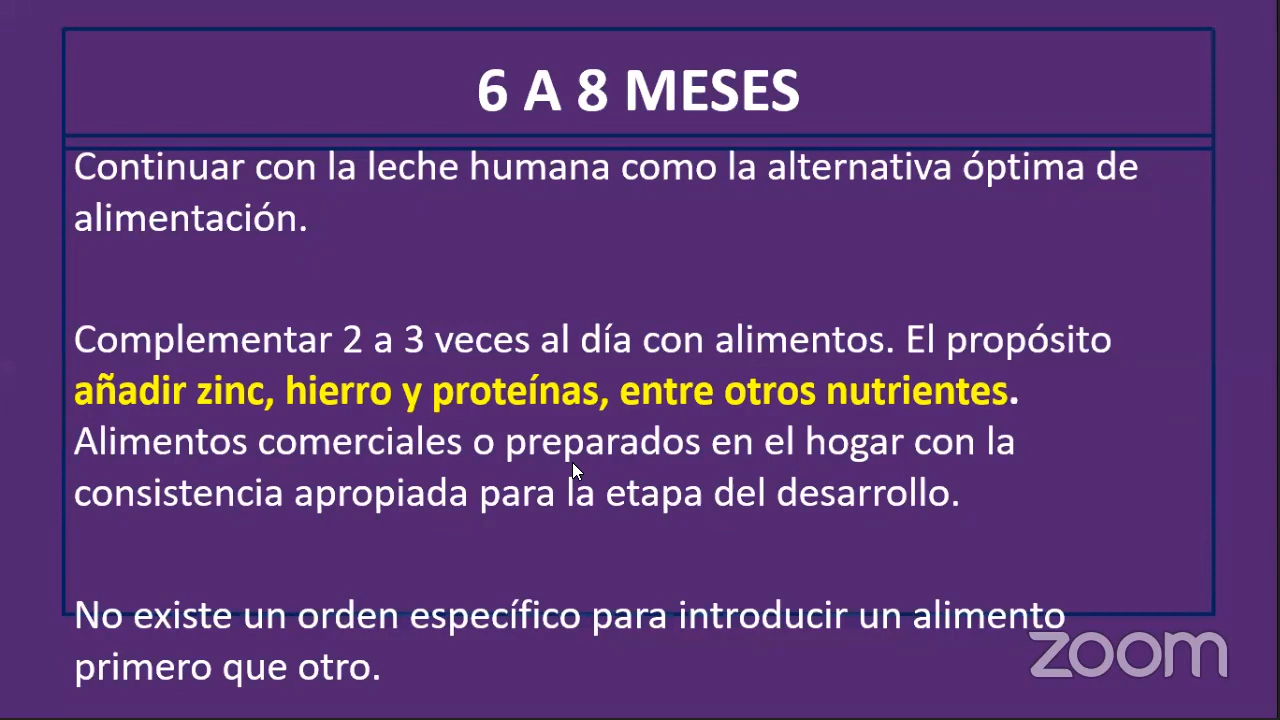 6 A 8 MESES
Continuar con la leche humana como la alternativa óptima de
alimentación.
Complementar 2 a 3 veces al día con alimentos. El propósito
añadir zinc, hierro y proteínas, entre otros nutrientes.
Alimentos comerciales o preparados en el hogar con la
consistencia apropiada para la etapa del desarrollo.
No existe un orden específico para introducir un alimento
primero que otro.
zoom